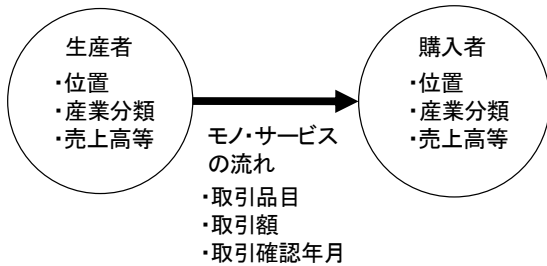 生産者
・位置
・産業分類
・売上高等
モノ・サービス
の流れ
・取引品目
・取引額
・取引確認年月
購入者
・位置
・産業分類
・売上高等